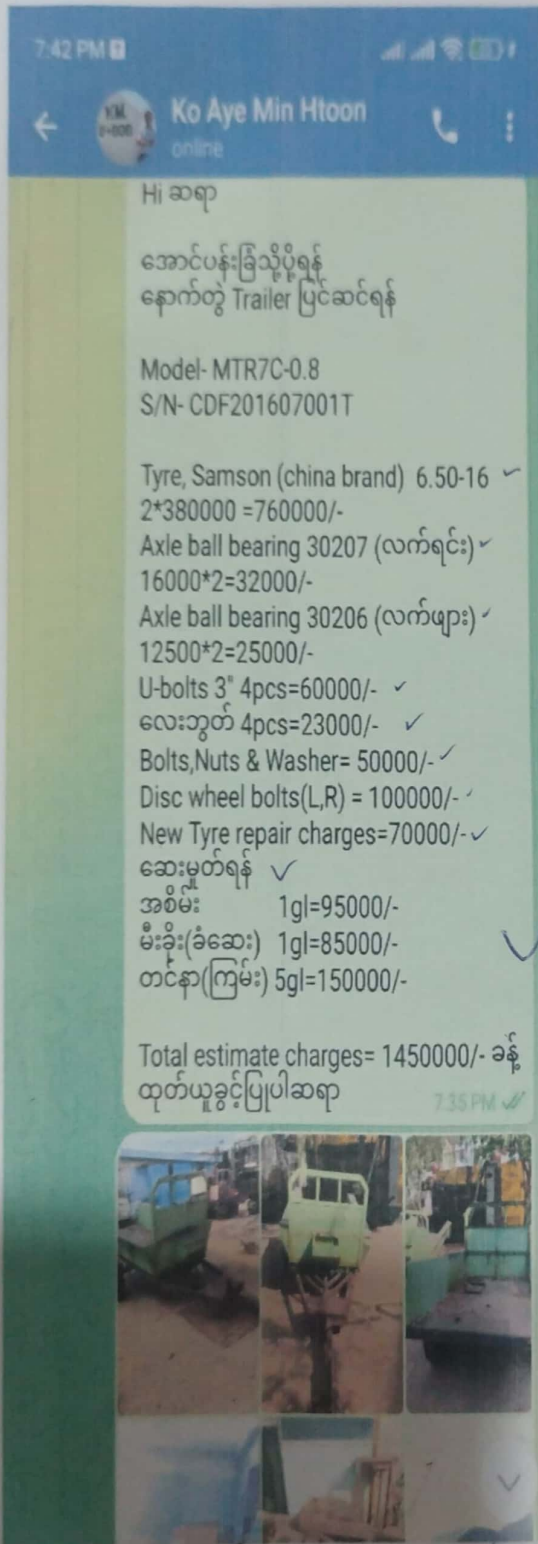 7:42 PM
Ko Aye Min Htoon
online
Hi ဆရာ
အောင်ပန်းခြံသို့ပို့ရန်
နောက်တွဲ Trailer ပြင်ဆင်ရန်
Model- MTR7C-0.8
S/N- CDF201607001T
Tyre, Samson (china brand) 6.50-16
2*380000 =760000/-
Axle ball bearing 30207 (လက်ရင်း)
16000*2=32000/-
Axle ball bearing 30206 (လက်ဖျား)
12500*2=25000/-
U-bolts 3" 4pcs=60000/-
လေးဘွတ် 4pcs=23000/-
Bolts,Nuts & Washer= 50000/-
Disc wheel bolts(L,R) = 100000/-
New Tyre repair charges=70000/-
ဆေးမှုတ်ရန်
အစိမ်း 1gl=95000/-
မီးခိုး(ခံဆေး) 1gl=85000/-
တင်နာ(ကြမ်း) 5gl=150000/-
Total estimate charges= 1450000/- ခန့်
ထုတ်ယူခွင့်ပြုပါဆရာ
7:35 PM